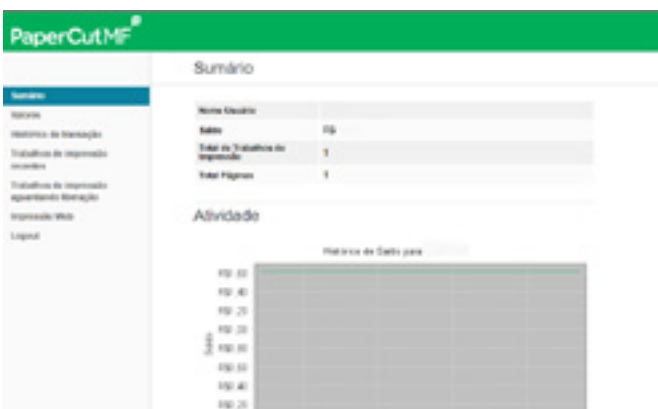 PaperCutMF
Sumário
Sumário
Valores
Histórico de transação
Trabalhos de impressão
recentes
Trabalhos de impressão
aguardando liberação
Impressão Web
Logout
Nome Usuário
Saldo R$
Total de Trabalhos de
Impressão 1
Total Páginas 1
Atividade
Histórico de Saldo para
Saldo